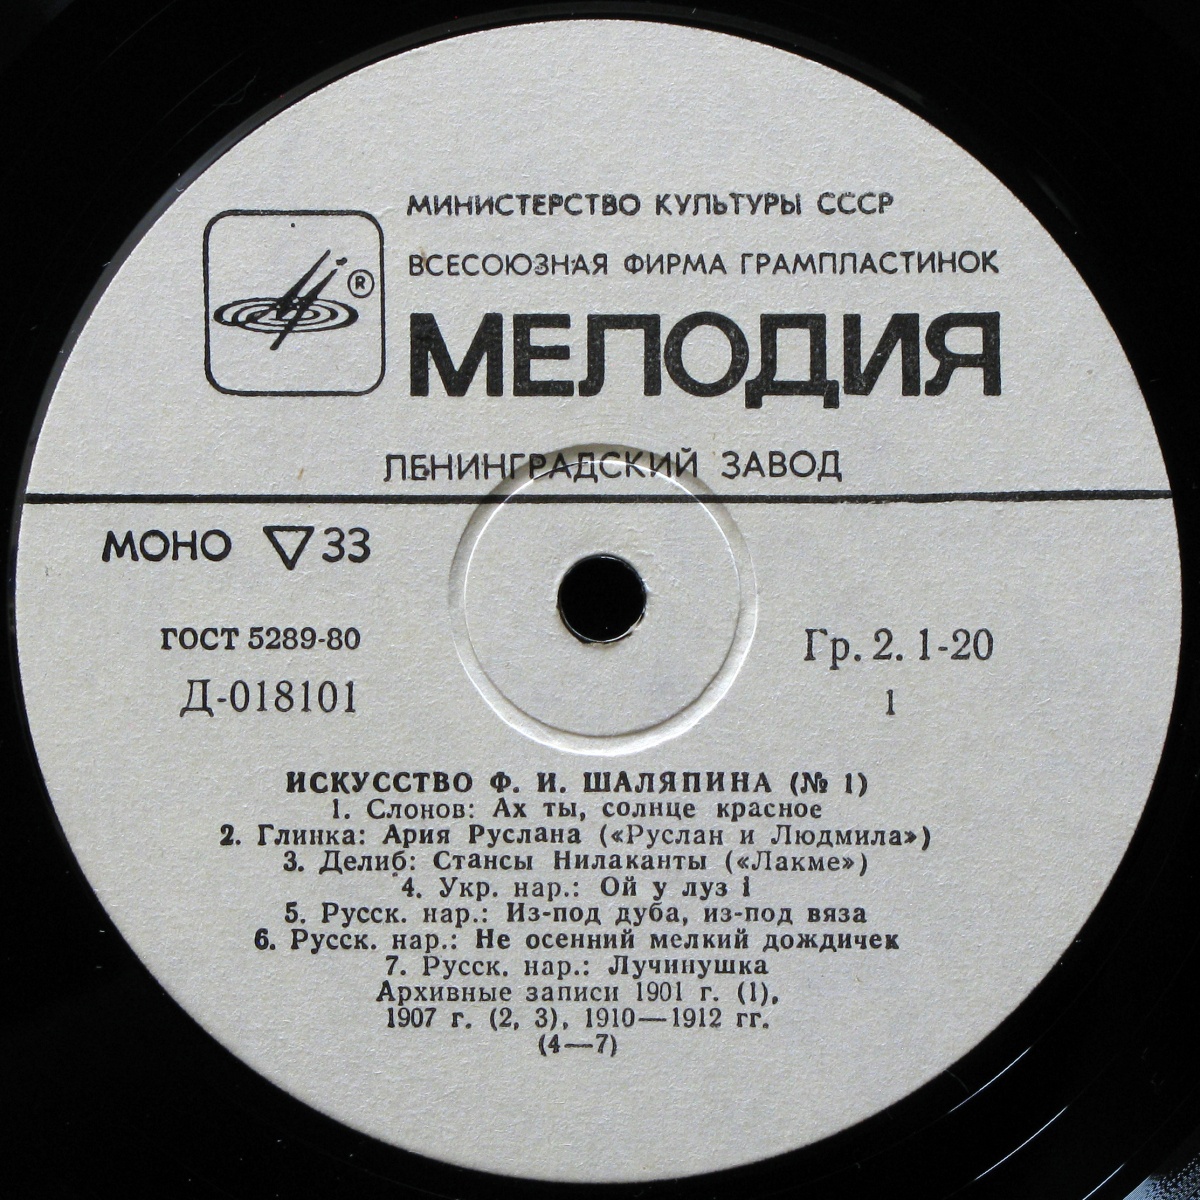 МИНИСТЕРСТВО КУЛЬТУРЫ СССР
ВСЕСОЮЗНАЯ ФИРМА ГРАМПЛАСТИНОК
®
МЕЛОДИЯ
ЛЕНИНГРАДСКИЙ ЗАВОД
МОНО ▽ 33
ГОСТ 5289-80
Гр. 2. 1-20
Д-018101
1
ИСКУССТВО Ф. И. ШАЛЯПИНА (№ 1)
1. Слонов: Ах ты, солнце красное
2. Глинка: Ария Руслана («Руслан и Людмила»)
3. Делиб: Стансы Нилаканты («Лакме»)
4. Укр. нар.: Ой у луз i
5. Русск. нар.: Из-под дуба, из-под вяза
6. Русск. нар.: Не осенний мелкий дождичек
7. Русск. нар.: Лучинушка
Архивные записи 1901 г. (1),
1907 г. (2, 3), 1910—1912 гг.
(4—7)